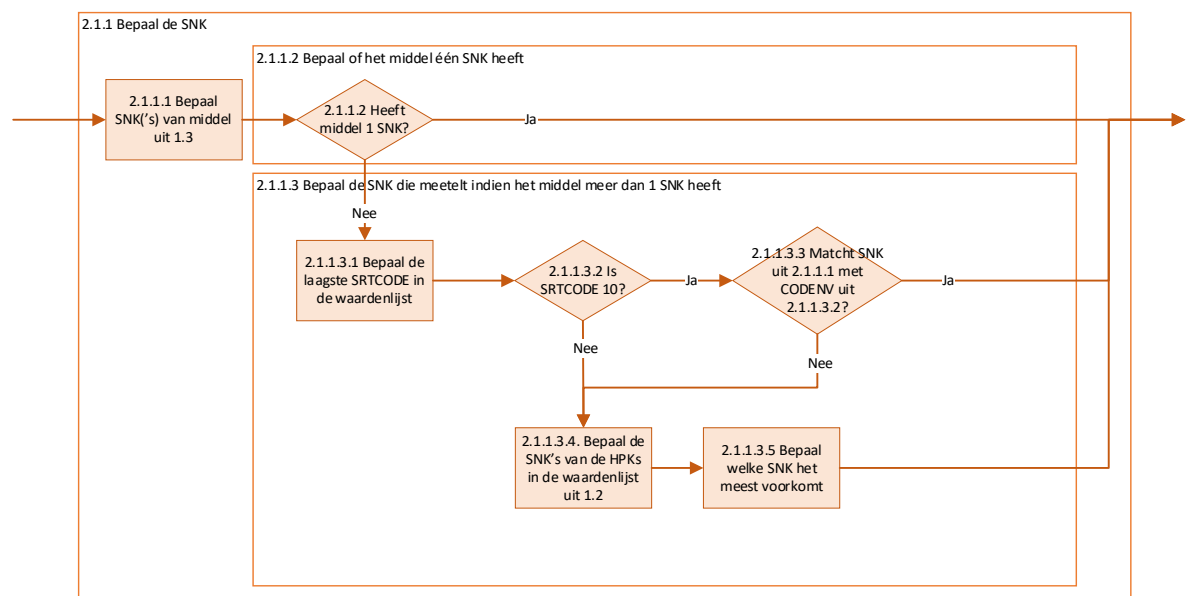 2.1.1 Bepaal de SNK
2.1.1.2 Bepaal of het middel één SNK heeft
2.1.1.1 Bepaal
SNK('s) van middel
uit 1.3
2.1.1.2 Heeft
middel 1 SNK?
Ja
2.1.1.3 Bepaal de SNK die meetelt indien het middel meer dan 1 SNK heeft
Nee
2.1.1.3.1 Bepaal de
laagste SRTCODE in
de waardenlijst
2.1.1.3.2 Is
SRTCODE 10?
Ja
2.1.1.3.3 Matcht SNK
uit 2.1.1.1 met
CODENV uit
2.1.1.3.2?
Ja
Nee
Nee
2.1.1.3.4. Bepaal de
SNK's van de HPKs
in de waardenlijst
uit 1.2
2.1.1.3.5 Bepaal
welke SNK het
meest voorkomt